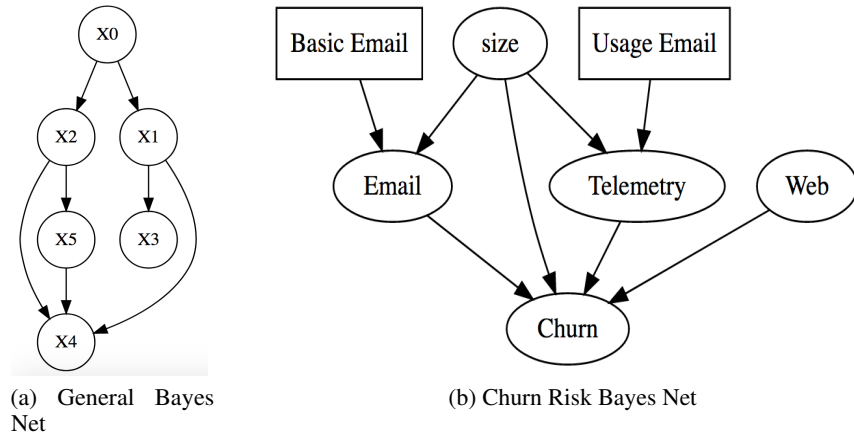 X0
X2
X1
X5
X3
X4
(a) General Bayes
Net
Basic Email
size
Usage Email
Email
Telemetry
Web
Churn
(b) Churn Risk Bayes Net